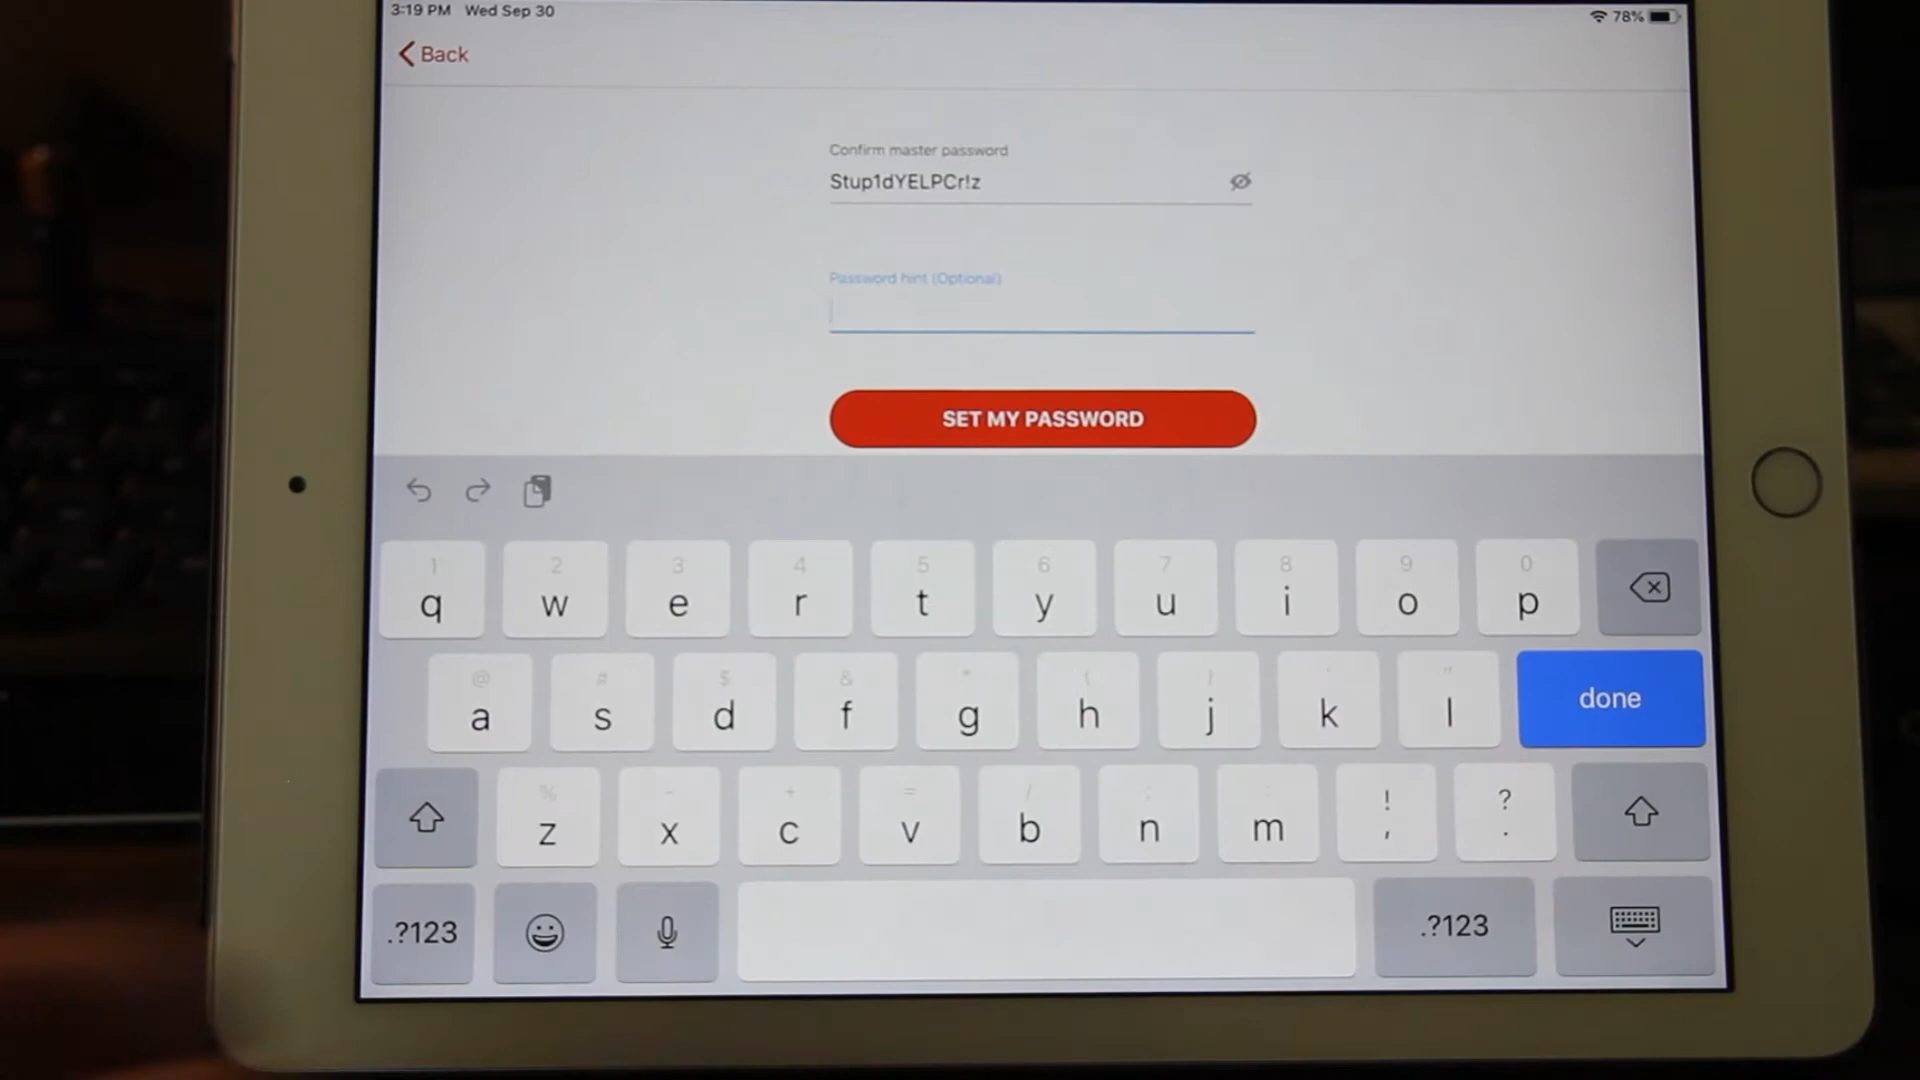 3:19 PM Wed Sep 30
78%
Back
Confirm master password
Stup1dYELPCr!z
Password hint (Optional)
SET MY PASSWORD
1 2 3 4 5 6 7 8 9 0
q w e r t y u i o p
@ # $ & * ( ) ' "
a s d f g h j k l done
% - + = / ; : ! ?
z x c v b n m , .
.?123 .?123